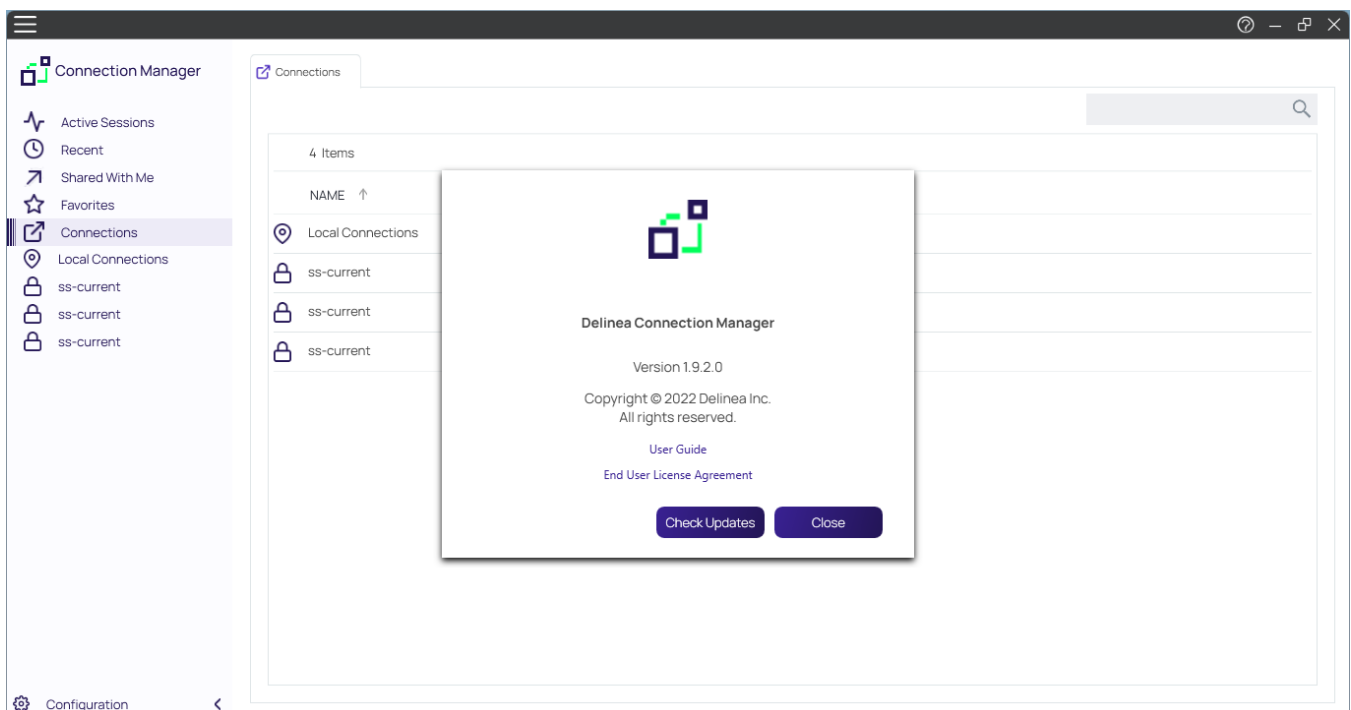 Connection Manager
Active Sessions
Recent
Shared With Me
Favorites
Connections
Local Connections
ss-current
ss-current
ss-current
Configuration
Connections
4 Items
NAME
Local Connections
ss-current
ss-current
ss-current
Delinea Connection Manager
Version 1.9.2.0
Copyright © 2022 Delinea Inc.
All rights reserved.
User Guide
End User License Agreement
Check Updates
Close